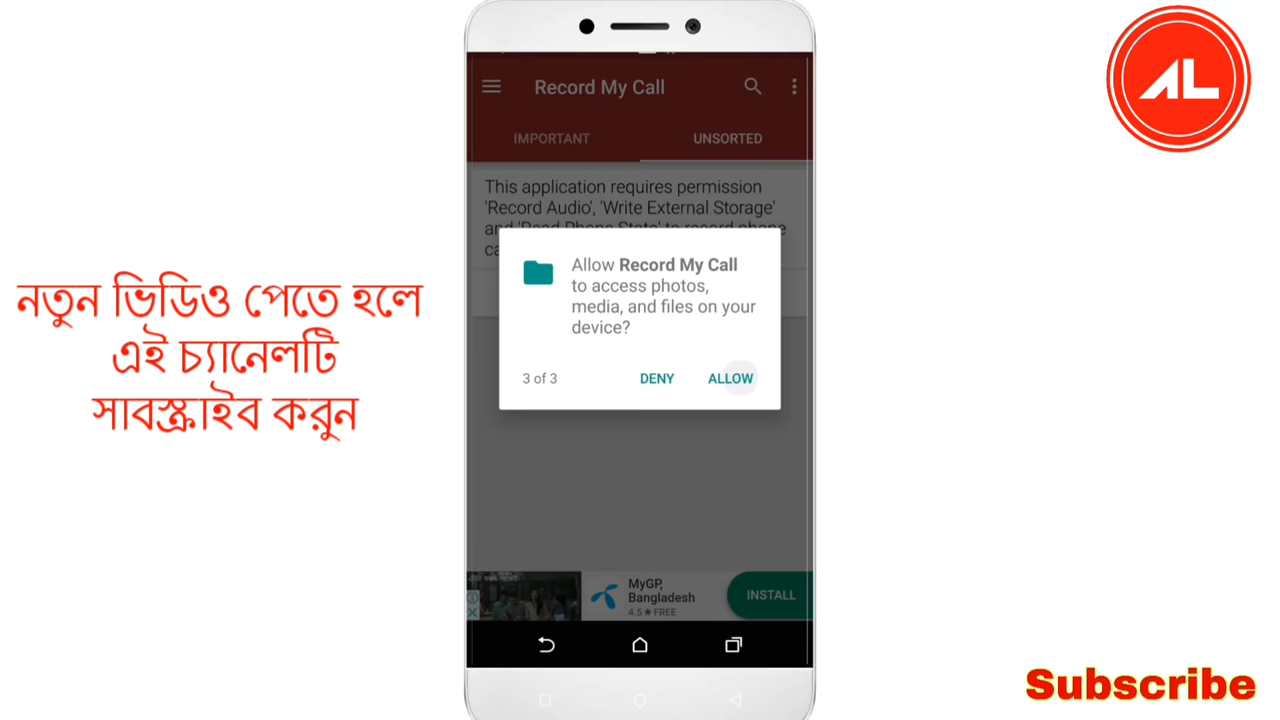 Record My Call
IMPORTANT
UNSORTED
This application requires permission
'Record Audio', 'Write External Storage'
Allow Record My Call
to access photos,
media, and files on your
device?
3 of 3
DENY
ALLOW
নতুন ভিডিও পেতে হলে
এই চ্যানেলটি
সাবস্ক্রাইব করুন
MyGP,
Bangladesh
4.5★FREE
INSTALL
AL
Subscribe